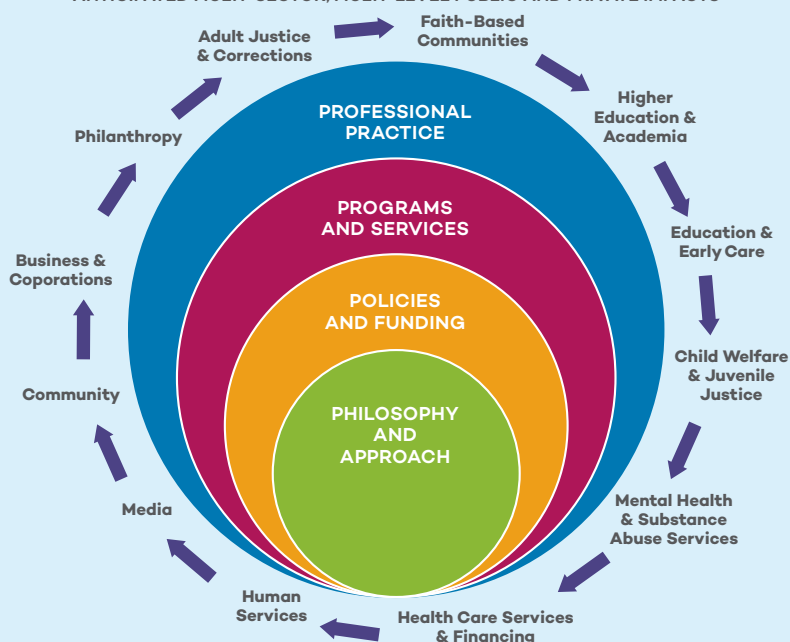 Faith-Based
Communities
Higher
Education &
Academia
Education &
Early Care
Child Welfare
& Juvenile
Justice
Mental Health
& Substance
Abuse Services
Health Care Services
& Financing
Human
Services
Media
Community
Business &
Coporations
Philanthropy
Adult Justice
& Corrections
PROFESSIONAL
PRACTICE
PROGRAMS
AND SERVICES
POLICIES
AND FUNDING
PHILOSOPHY
AND
APPROACH